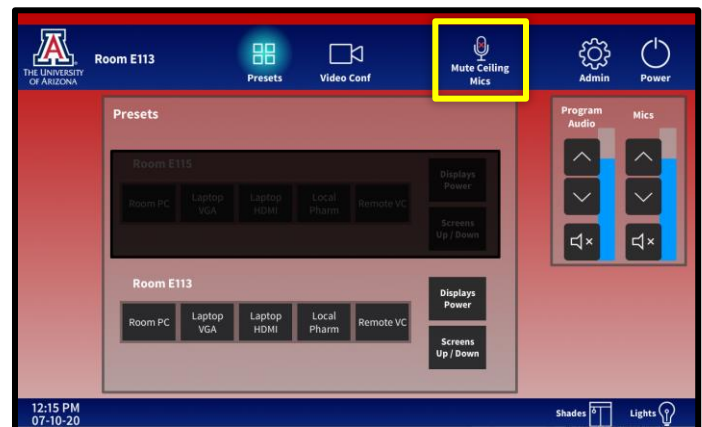 THE UNIVERSITY
OF ARIZONA
Room E113
Presets
Video Conf
Mute Ceiling
Mics
Admin
Power
Presets
Room E115
Room PC
Laptop
VGA
Laptop
HDMI
Local
Pharm
Remote VC
Displays
Power
Screens
Up / Down
Room E113
Room PC
Laptop
VGA
Laptop
HDMI
Local
Pharm
Remote VC
Displays
Power
Screens
Up / Down
Program
Audio
Mics
12:15 PM
07-10-20
Shades
Lights